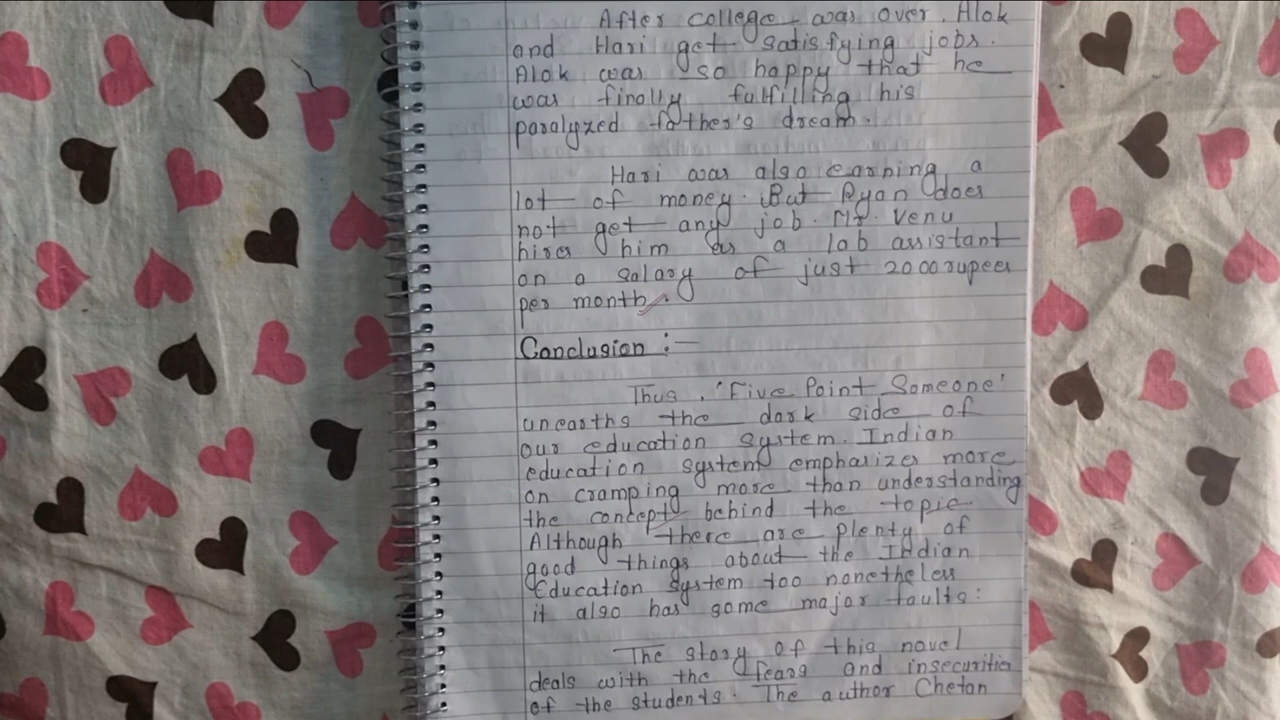 After college was over, Alok
and Hari get satisfying jobs.
Alok was so happy that he
was finally fulfilling his
paralyzed father's dream.
Hari was also earning a
lot of money. But Ryan does
not get any job. Mr. Venu
hires him as a lab assistant
on a salary of just 2000 rupees
per month.
Conclusion :-
Thus, 'Five Point Someone'
unearths the dark side of
our education system. Indian
education system emphasizes more
on cramping more than understanding
the concept behind the topic.
Although there are plenty of
good things about the Indian
Education system too nonetheless
it also has some major faults:
The story of this novel
deals with the fears and insecurities
of the students. The author Chetan